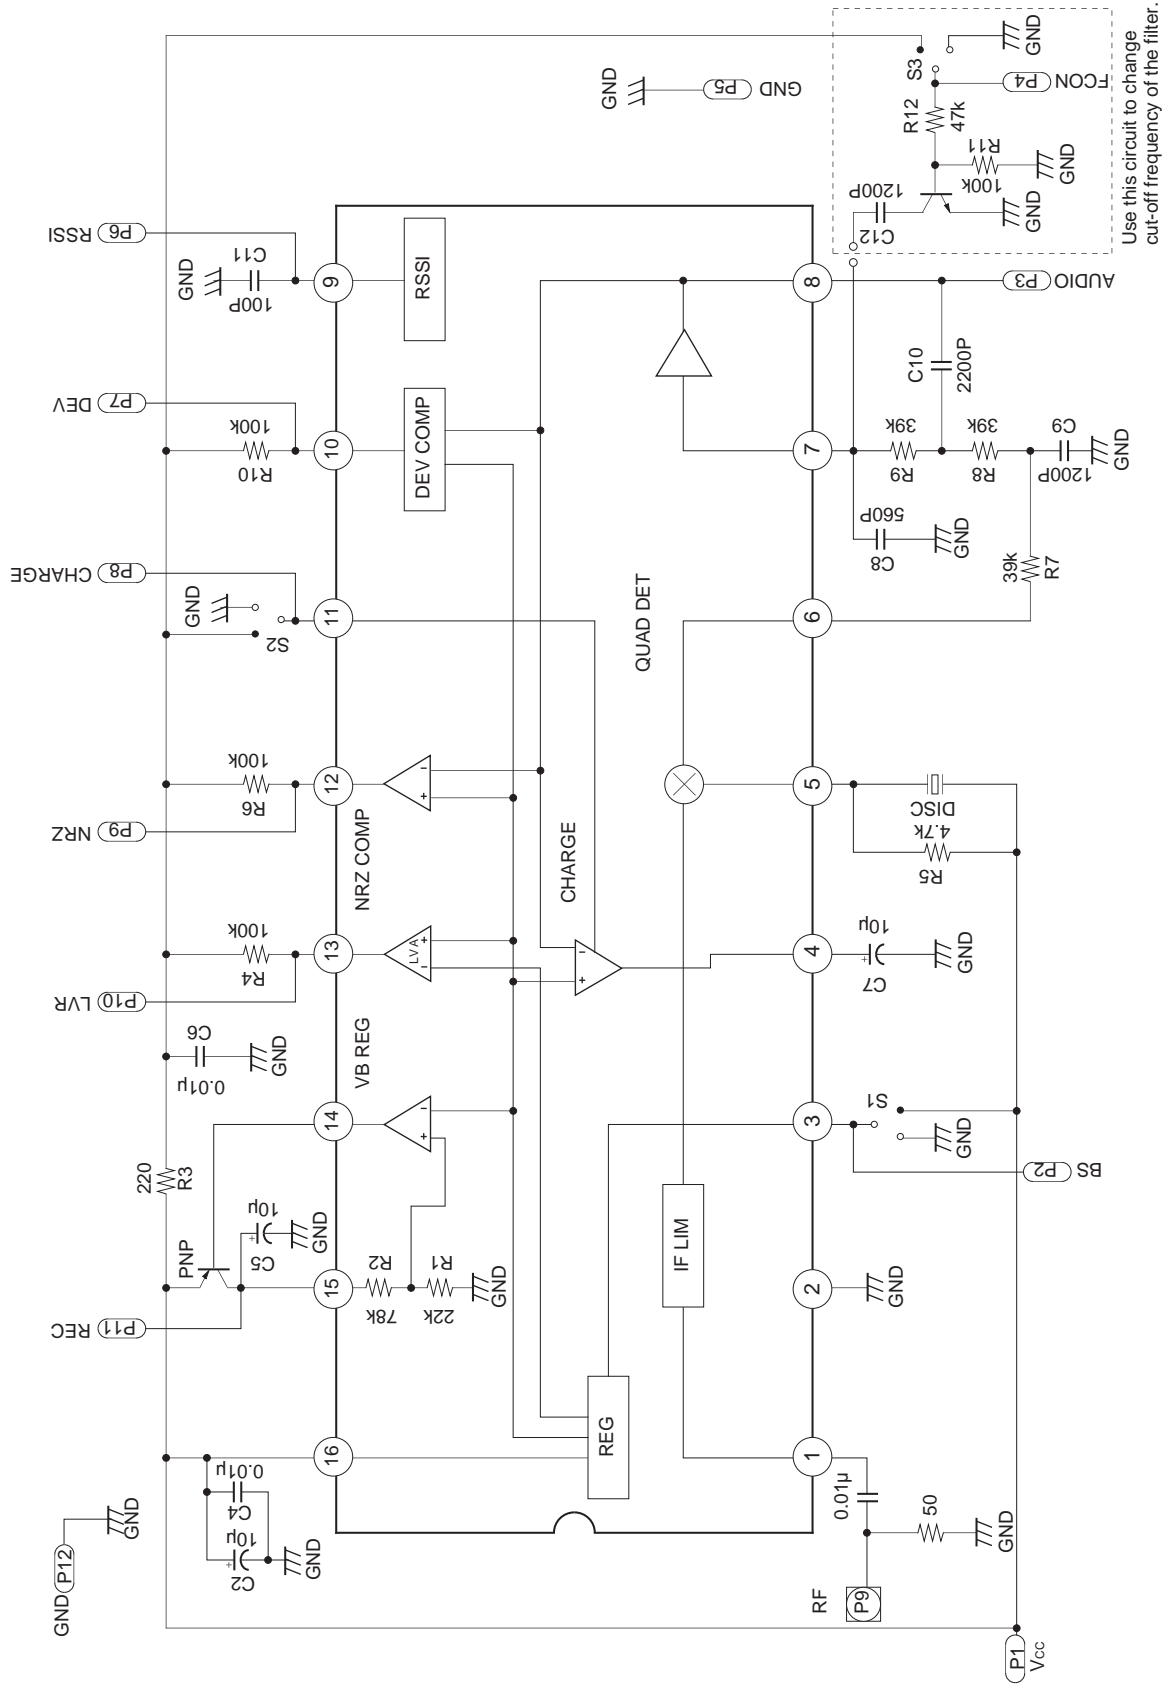 GND P12
GND
C2 10µ
C4 0.01µ
GND
P11 REC
PNP
220
R3
C5 10µ
GND
0.01µ C6
GND
P10 LVR
R4 100k
P9 NRZ
R6 100k
P8 CHARGE
GND
S2
P7 DEV
R10 100k
P6 RSSI
GND
100P C11
GND
P5 GND
16
15
14
13
12
11
10
9
78k R2
22k R1
GND
VB REG
+ -
LVA
- +
NRZ COMP
+ -
DEV COMP
RSSI
CHARGE
+ -
REG
IF LIM
QUAD DET
1
2
3
4
5
6
7
8
RF
P9
0.01µ
50
GND
GND
P2 BS
GND
S1
C7 10µ
GND
R5 4.7k
DISC
39k
R7
C8 560P
GND
R9 39k
R8 39k
1200P C9
GND
C10
2200P
P3 AUDIO
C12 1200P
GND
100k R11
GND
R12
47k
S3
GND
P4 FCON
P1
Vcc
Use this circuit to change
cut-off frequency of the filter.